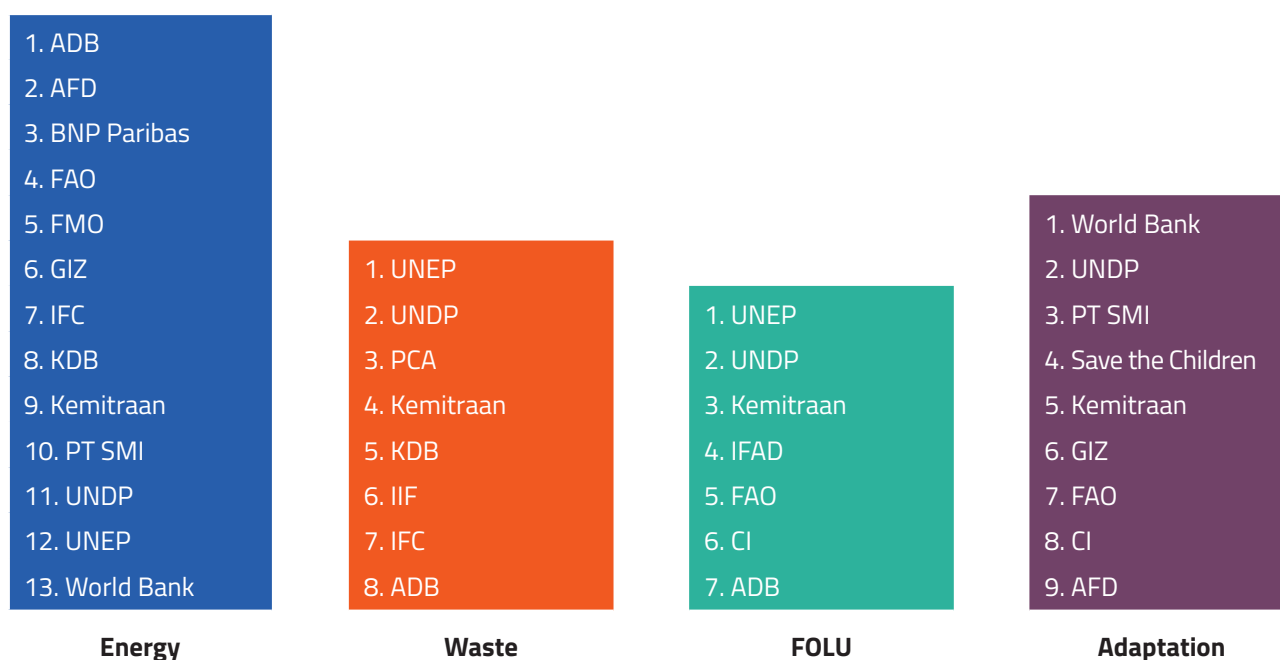 1. ADB
2. AFD
3. BNP Paribas
4. FAO
5. FMO
6. GIZ
7. IFC
8. KDB
9. Kemitraan
10. PT SMI
11. UNDP
12. UNEP
13. World Bank
Energy
1. UNEP
2. UNDP
3. PCA
4. Kemitraan
5. KDB
6. IIF
7. IFC
8. ADB
Waste
1. UNEP
2. UNDP
3. Kemitraan
4. IFAD
5. FAO
6. CI
7. ADB
FOLU
1. World Bank
2. UNDP
3. PT SMI
4. Save the Children
5. Kemitraan
6. GIZ
7. FAO
8. CI
9. AFD
Adaptation